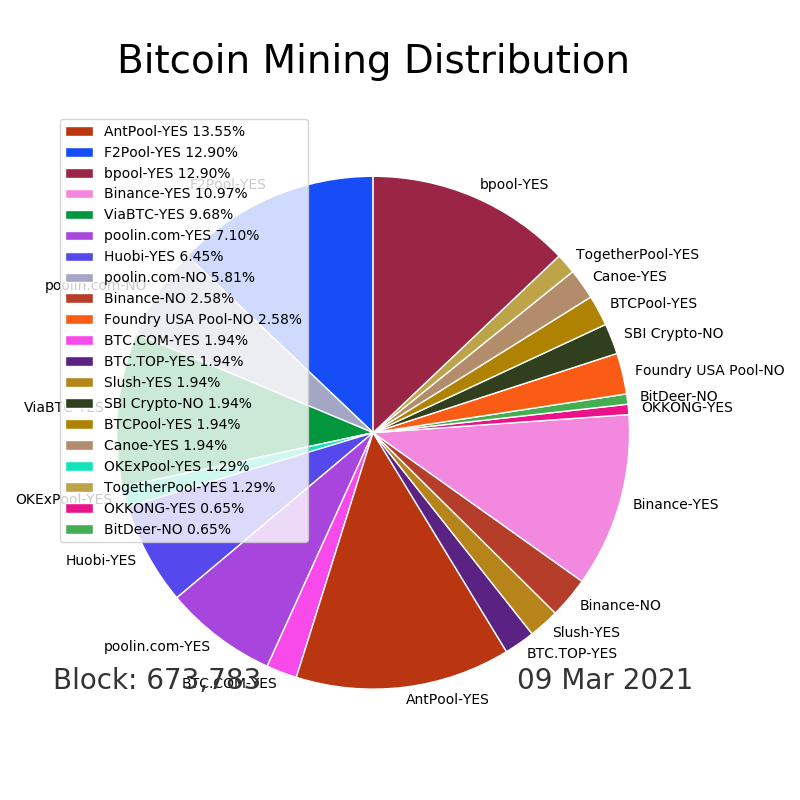 Bitcoin Mining Distribution
AntPool-YES 13.55%
F2Pool-YES 12.90%
bpool-YES 12.90%
Binance-YES 10.97%
ViaBTC-YES 9.68%
poolin.com-YES 7.10%
Huobi-YES 6.45%
poolin.com-NO 5.81%
Binance-NO 2.58%
Foundry USA Pool-NO 2.58%
BTC.COM-YES 1.94%
BTC.TOP-YES 1.94%
Slush-YES 1.94%
SBI Crypto-NO 1.94%
BTCPool-YES 1.94%
Canoe-YES 1.94%
OKExPool-YES 1.29%
TogetherPool-YES 1.29%
OKKONG-YES 0.65%
BitDeer-NO 0.65%
bpool-YES
TogetherPool-YES
Canoe-YES
BTCPool-YES
SBI Crypto-NO
Foundry USA Pool-NO
BitDeer-NO
OKKONG-YES
Binance-YES
Binance-NO
Slush-YES
BTC.TOP-YES
AntPool-YES
BTC.COM-YES
poolin.com-YES
Huobi-YES
OKExPool-YES
ViaBTC-YES
poolin.com-NO
F2Pool-YES
Block: 673,783
09 Mar 2021